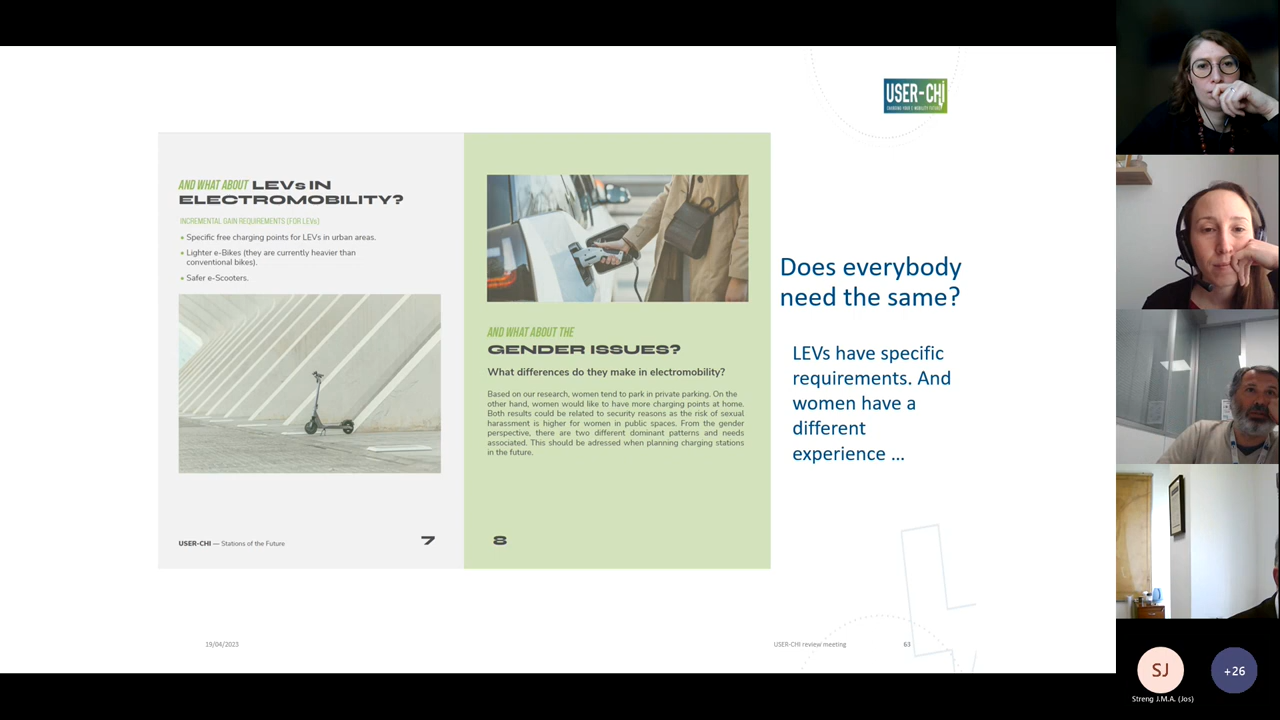 USER-CHI
CHARGING YOUR E-MOBILITY FUTURE
AND WHAT ABOUT LEVs IN
ELECTROMOBILITY?
INCREMENTAL GAIN REQUIREMENTS (FOR LEVs)
• Specific free charging points for LEVs in urban areas.
• Lighter e-Bikes (they are currently heavier than
conventional bikes).
• Safer e-Scooters.
USER-CHI — Stations of the Future
7
AND WHAT ABOUT THE
GENDER ISSUES?
What differences do they make in electromobility?
Based on our research, women tend to park in private parking. On the
other hand, women would like to have more charging points at home.
Both results could be related to security reasons as the risk of sexual
harassment is higher for women in public spaces. From the gender
perspective, there are two different dominant patterns and needs
associated. This should be adressed when planning charging stations
in the future.
8
Does everybody
need the same?
LEVs have specific
requirements. And
women have a
different
experience ...
19/04/2023
USER-CHI review meeting
63
SJ
+26
Streng J.M.A. (Jos)